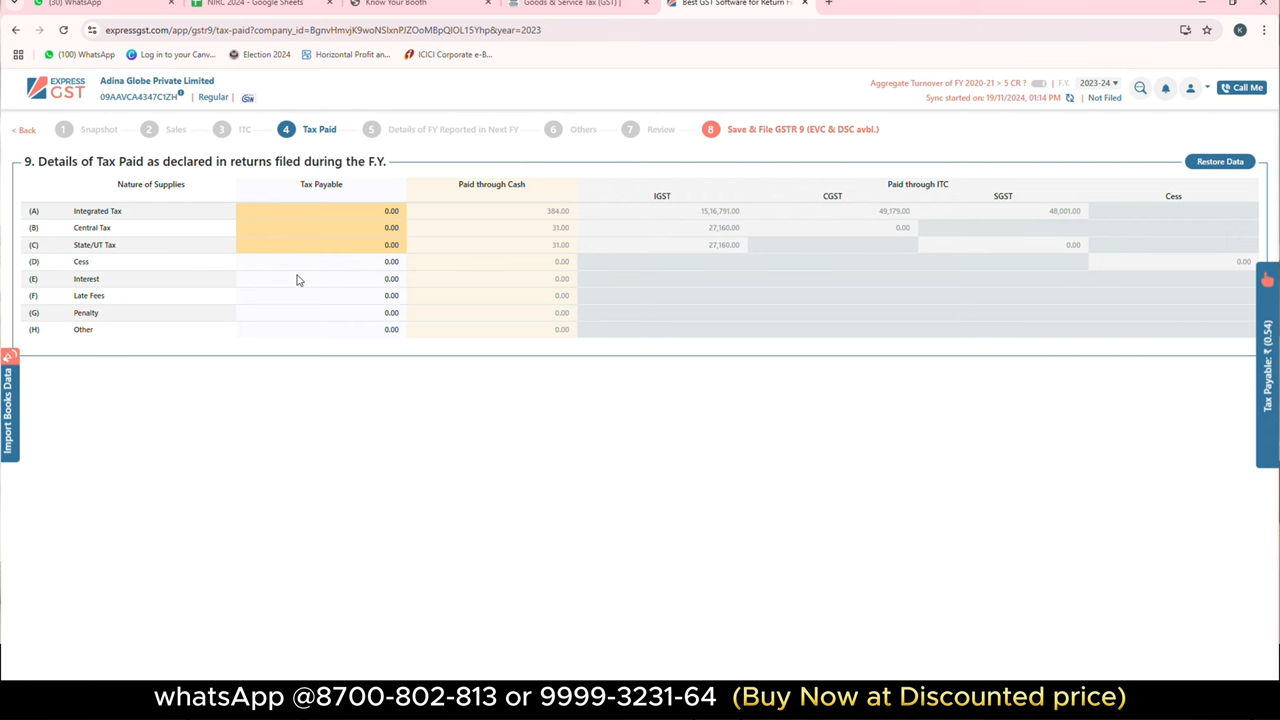 (30) WhatsApp
NIRC 2024 - Google Sheets
Know Your Booth
Goods & Service Tax (GST) |
Best GST Software for Return F
expressgst.com/app/gstr9/tax-paid?company_id=BgnvHmvjK9woNSlxnPJZOoMBpQlOL15Yhp&year=2023
K
(100) WhatsApp
Log in to your Canv...
Election 2024
Horizontal Profit an...
ICICI Corporate e-B...
EXPRESS GST
Adina Globe Private Limited
09AAVCA4347C1ZH
Regular
Aggregate Turnover of FY 2020-21 > 5 CR ?
F.Y.
2023-24
Sync started on: 19/11/2024, 01:14 PM
Not Filed
Call Me
< Back
1 Snapshot
2 Sales
3 ITC
4 Tax Paid
5 Details of FY Reported in Next FY
6 Others
7 Review
8 Save & File GSTR 9 (EVC & DSC avbl.)
9. Details of Tax Paid as declared in returns filed during the F.Y.
Restore Data
Nature of Supplies Tax Payable Paid through Cash Paid through ITC
IGST CGST SGST Cess
(A) Integrated Tax 0.00 384.00 15,16,791.00 49,179.00 48,001.00
(B) Central Tax 0.00 31.00 27,160.00 0.00
(C) State/UT Tax 0.00 31.00 27,160.00 0.00
(D) Cess 0.00 0.00 0.00
(E) Interest 0.00 0.00
(F) Late Fees 0.00 0.00
(G) Penalty 0.00 0.00
(H) Other 0.00 0.00
Import Books Data
Tax Payable: ₹ (0.54)
whatsApp @8700-802-813 or 9999-3231-64 (Buy Now at Discounted price)